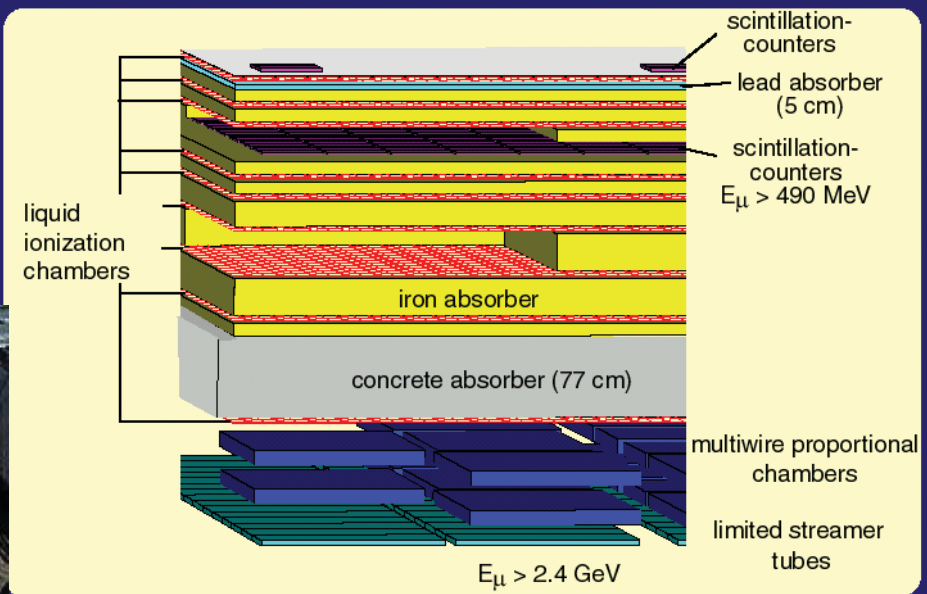 scintillation-
counters
lead absorber
(5 cm)
scintillation-
counters
Eμ > 490 MeV
liquid
ionization
chambers
iron absorber
concrete absorber (77 cm)
multiwire proportional
chambers
limited streamer
tubes
Eμ > 2.4 GeV